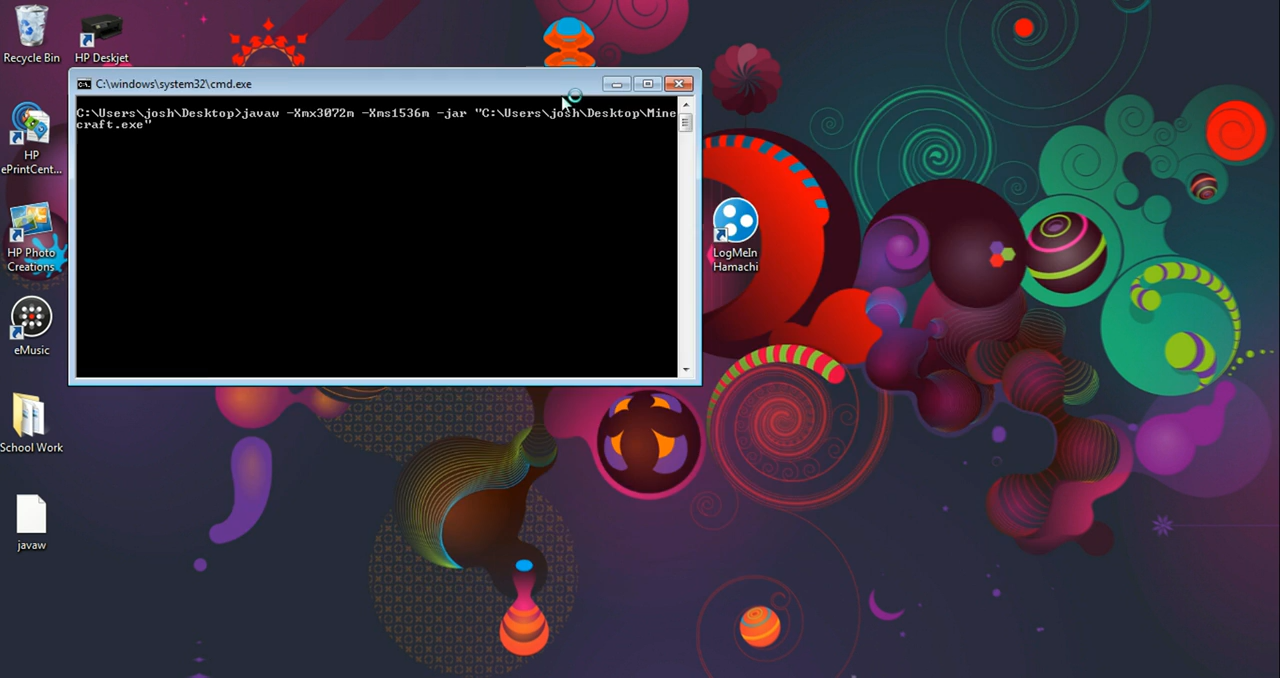 Recycle Bin
HP Deskjet
C:\windows\system32\cmd.exe
C:\Users\josh\Desktop>javaw -Xmx3072m -Xms1536m -jar "C:\Users\josh\Desktop\Mine
craft.exe"
HP
ePrintCent...
HP Photo
Creations
eMusic
School Work
javaw
LogMeIn
Hamachi